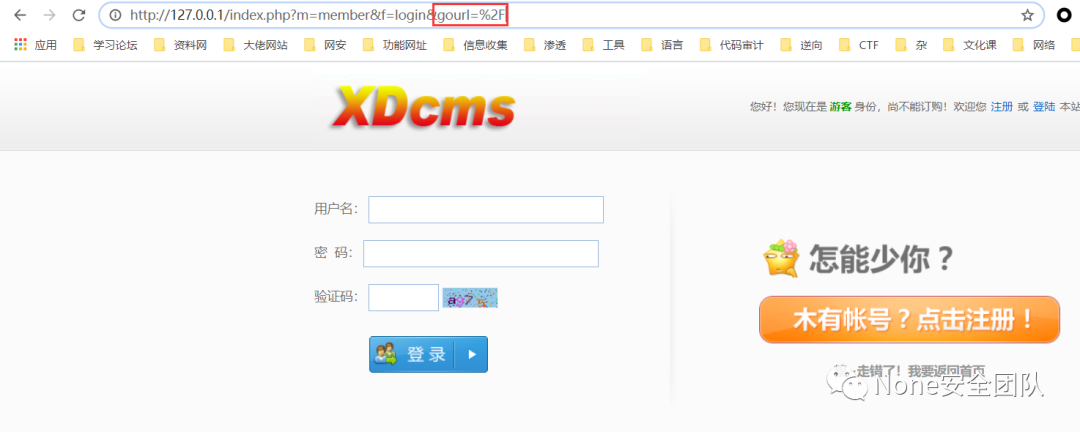 http://127.0.0.1/index.php?m=member&f=login&gourl=%2F
应用 学习论坛 资料网 大佬网站 网安 功能网址 信息收集 渗透 工具 语言 代码审计 逆向 CTF 杂 文化课 网络
XDcms
您好！您现在是 游客 身份，尚不能订购！欢迎您 注册 或 登陆 本站
用户名：
密 码：
验证码：
登 录
怎能少你？
木有帐号？点击注册！
走错了！我要返回首页
None安全团队